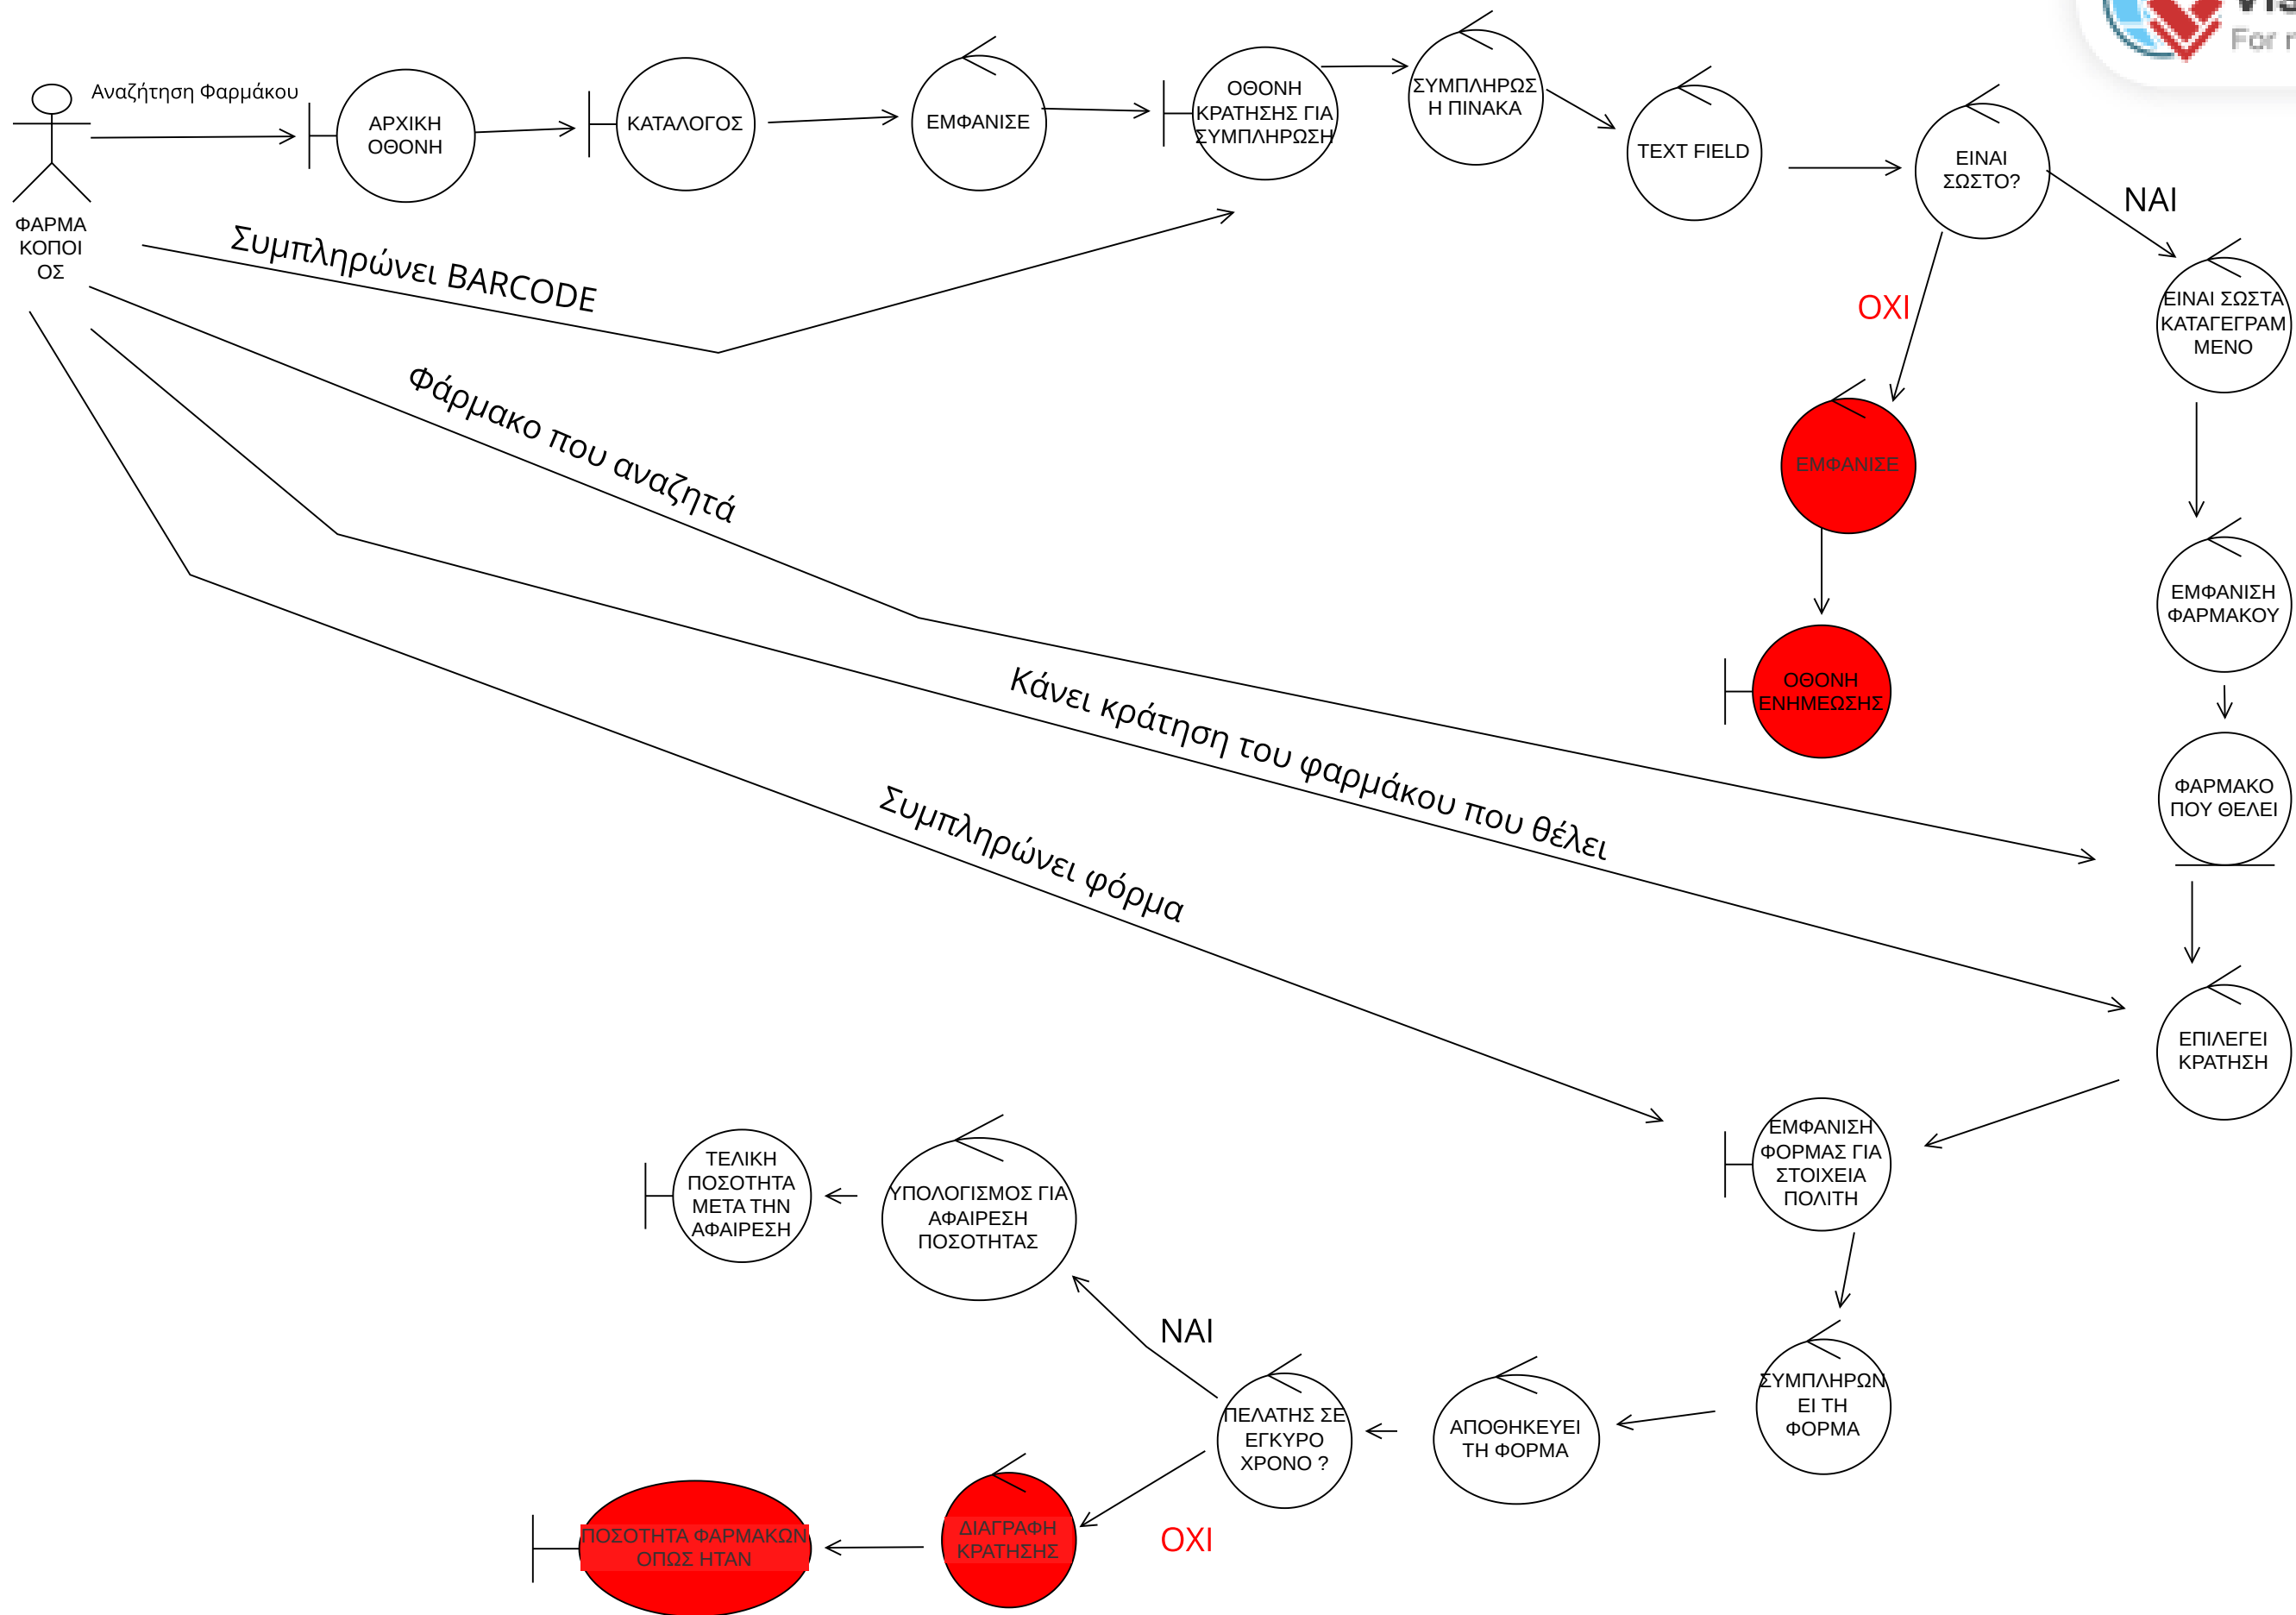 Αναζήτηση Φαρμάκου
ΑΡΧΙΚΗ
ΟΘΟΝΗ
ΚΑΤΑΛΟΓΟΣ
ΕΜΦΑΝΙΣΕ
ΟΘΟΝΗ
ΚΡΑΤΗΣΗΣ ΓΙΑ
ΣΥΜΠΛΗΡΩΣΗ
ΣΥΜΠΛΗΡΩΣ
Η ΠΙΝΑΚΑ
TEXT FIELD
ΕΙΝΑΙ
ΣΩΣΤΟ?
For r
ΦΑΡΜΑ
ΚΟΠΟΙ
ΟΣ
ΝΑΙ
Συμπληρώνει BARCODE
ΟΧΙ
ΕΙΝΑΙ ΣΩΣΤΑ
ΚΑΤΑΓΕΓΡΑΜ
ΜΕΝΟ
Φάρμακο που αναζητά
ΕΜΦΑΝΙΣΕ
ΕΜΦΑΝΙΣΗ
ΦΑΡΜΑΚΟΥ
ΟΘΟΝΗ
ΕΝΗΜΕΩΣΗΣ
Κάνει κράτηση του φαρμάκου που θέλει
ΦΑΡΜΑΚΟ
ΠΟΥ ΘΕΛΕΙ
Συμπληρώνει φόρμα
ΕΠΙΛΕΓΕΙ
ΚΡΑΤΗΣΗ
ΕΜΦΑΝΙΣΗ
ΦΟΡΜΑΣ ΓΙΑ
ΣΤΟΙΧΕΙΑ
ΠΟΛΙΤΗ
ΤΕΛΙΚΗ
ΠΟΣΟΤΗΤΑ
ΜΕΤΑ ΤΗΝ
ΑΦΑΙΡΕΣΗ
ΥΠΟΛΟΓΙΣΜΟΣ ΓΙΑ
ΑΦΑΙΡΕΣΗ
ΠΟΣΟΤΗΤΑΣ
ΝΑΙ
ΣΥΜΠΛΗΡΩΝ
ΕΙ ΤΗ
ΦΟΡΜΑ
ΑΠΟΘΗΚΕΥΕΙ
ΤΗ ΦΟΡΜΑ
ΠΕΛΑΤΗΣ ΣΕ
ΕΓΚΥΡΟ
ΧΡΟΝΟ ?
ΟΧΙ
ΔΙΑΓΡΑΦΗ
ΚΡΑΤΗΣΗΣ
ΠΟΣΟΤΗΤΑ ΦΑΡΜΑΚΩΝ
ΟΠΩΣ ΗΤΑΝ